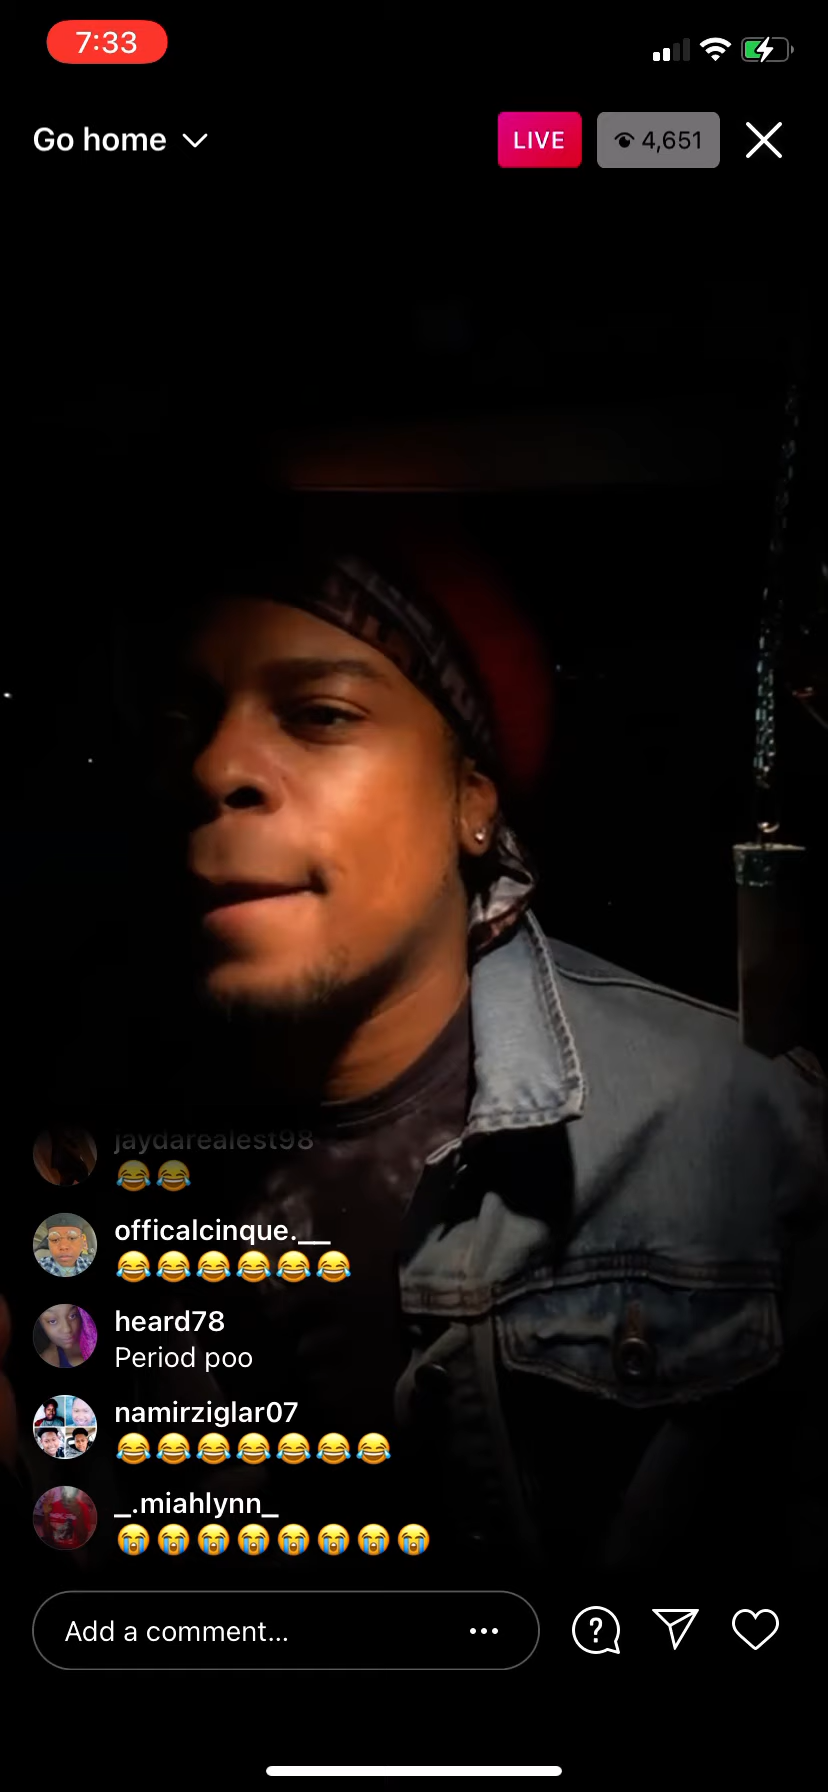 7:33
Go home
LIVE
4,651
jaydarealest98
😂😂
officalcinque.__
😂😂😂😂😂😂
heard78
Period poo
namirziglar07
😂😂😂😂😂😂😂
_.miahlynn_
😭😭😭😭😭😭😭😭
Add a comment...